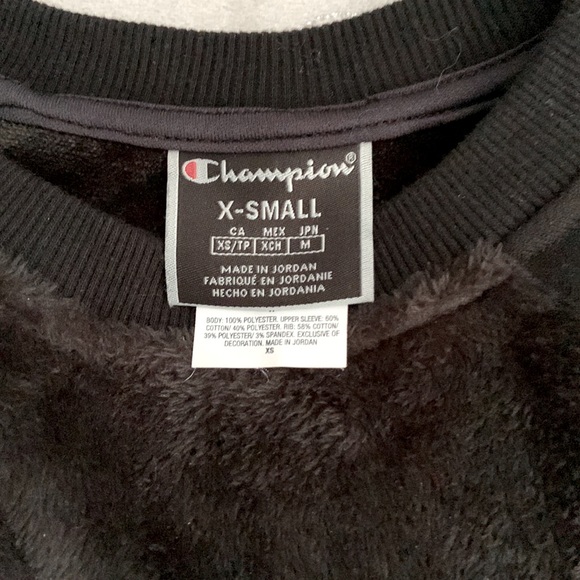 Champion®
X-SMALL
CA MEX JPN
XS/TP XCH M
MADE IN JORDAN
FABRIQUÉ EN JORDANIE
HECHO EN JORDANIA
BODY: 100% POLYESTER. UPPER SLEEVE: 60%
COTTON/ 40% POLYESTER. RIB: 58% COTTON/
39% POLYESTER/ 3% SPANDEX. EXCLUSIVE OF
DECORATION. MADE IN JORDAN
XS